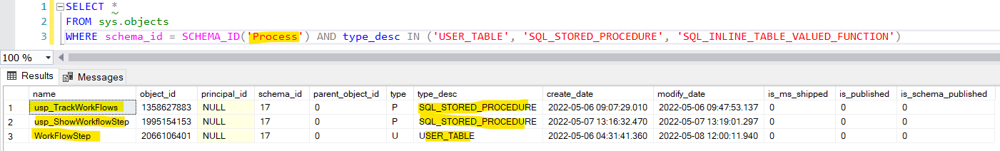 1 SELECT *
2 FROM sys.objects
3 WHERE schema_id = SCHEMA_ID('Process') AND type_desc IN ('USER_TABLE', 'SQL_STORED_PROCEDURE', 'SQL_INLINE_TABLE_VALUED_FUNCTION')
100 %
Results Messages
name object_id principal_id schema_id parent_object_id type type_desc create_date modify_date is_ms_shipped is_published is_schema_published
1 usp_TrackWorkFlows 1358627883 NULL 17 0 P SQL_STORED_PROCEDURE 2022-05-06 09:07:29.010 2022-05-06 09:47:53.137 0 0 0
2 usp_ShowWorkflowStep 1995154153 NULL 17 0 P SQL_STORED_PROCEDURE 2022-05-07 13:16:32.470 2022-05-07 13:19:01.297 0 0 0
3 WorkFlowStep 2066106401 NULL 17 0 U USER_TABLE 2022-05-06 04:31:41.360 2022-05-08 12:00:11.940 0 0 0